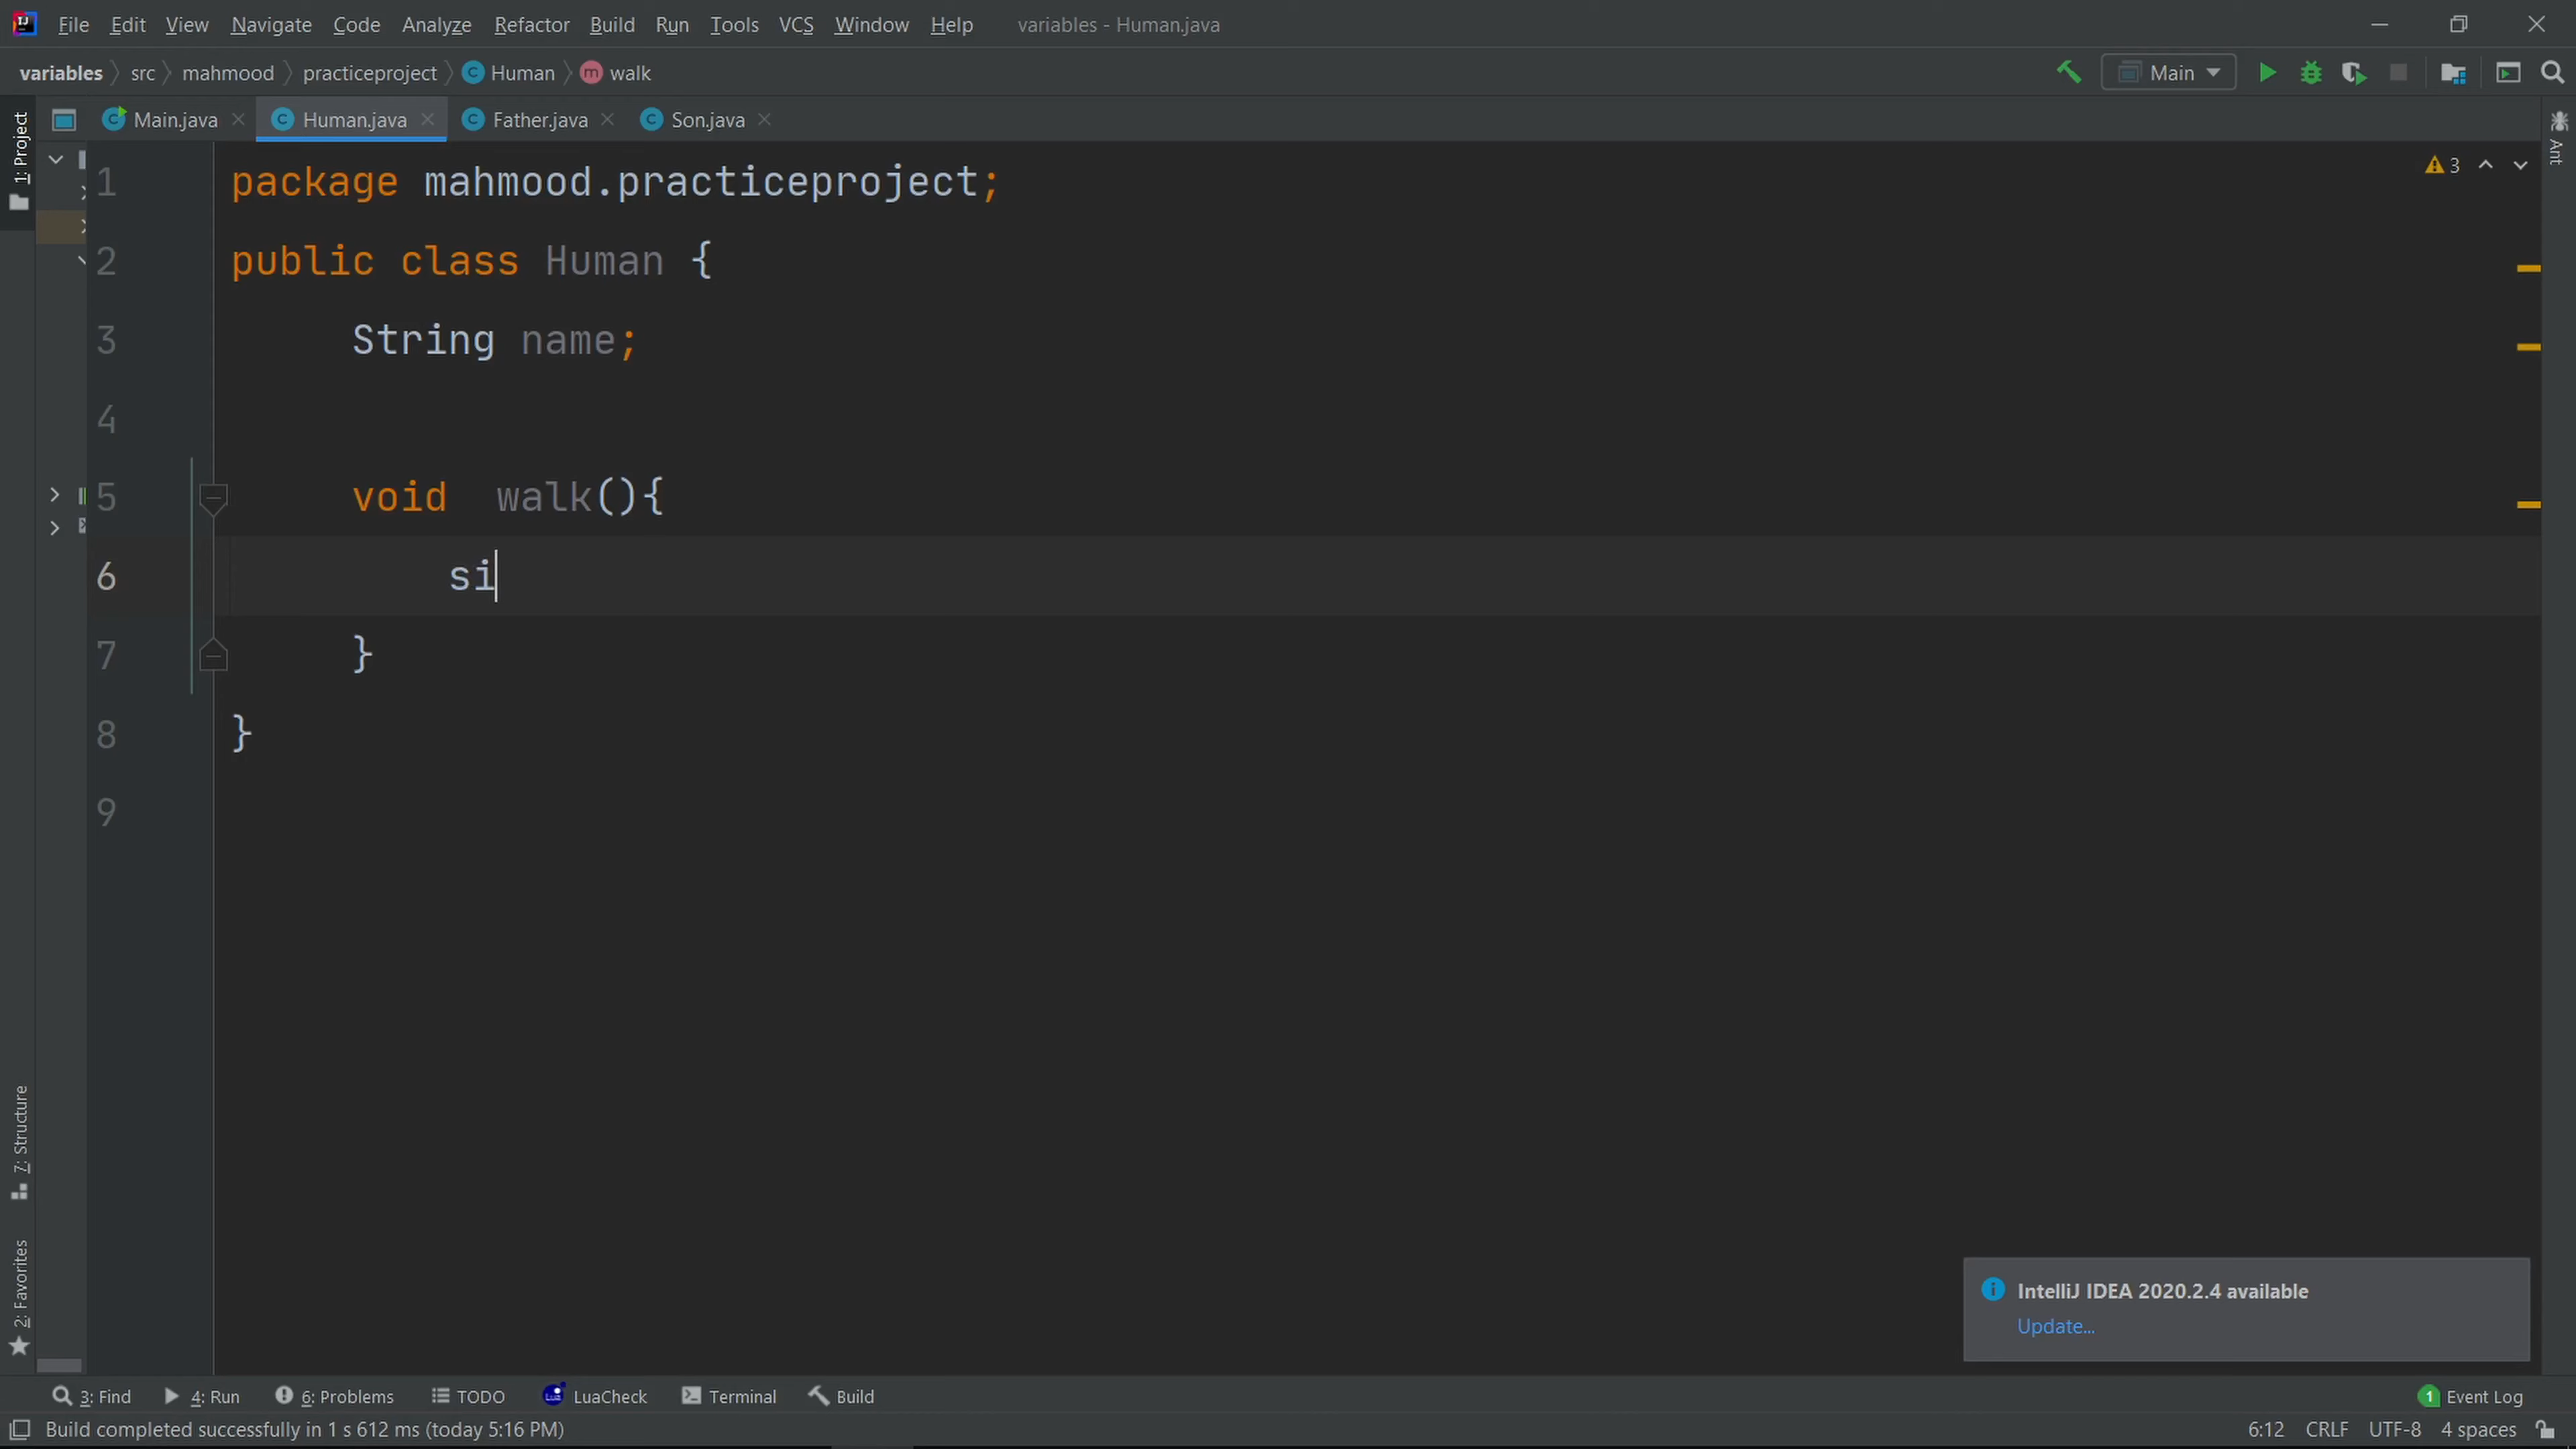 File Edit View Navigate Code Analyze Refactor Build Run Tools VCS Window Help variables - Human.java
variables src mahmood practiceproject C Human m walk Main
C Main.java C Human.java C Father.java C Son.java
1: Project
Ant
3
1 package mahmood.practiceproject;
2 public class Human {
3 String name;
4
5 void  walk(){
6 si
7 }
8 }
9
7: Structure
2: Favorites
IntelliJ IDEA 2020.2.4 available
Update...
3: Find 4: Run 6: Problems TODO Lua LuaCheck Terminal Build 1 Event Log
Build completed successfully in 1 s 612 ms (today 5:16 PM) 6:12 CRLF UTF-8 4 spaces